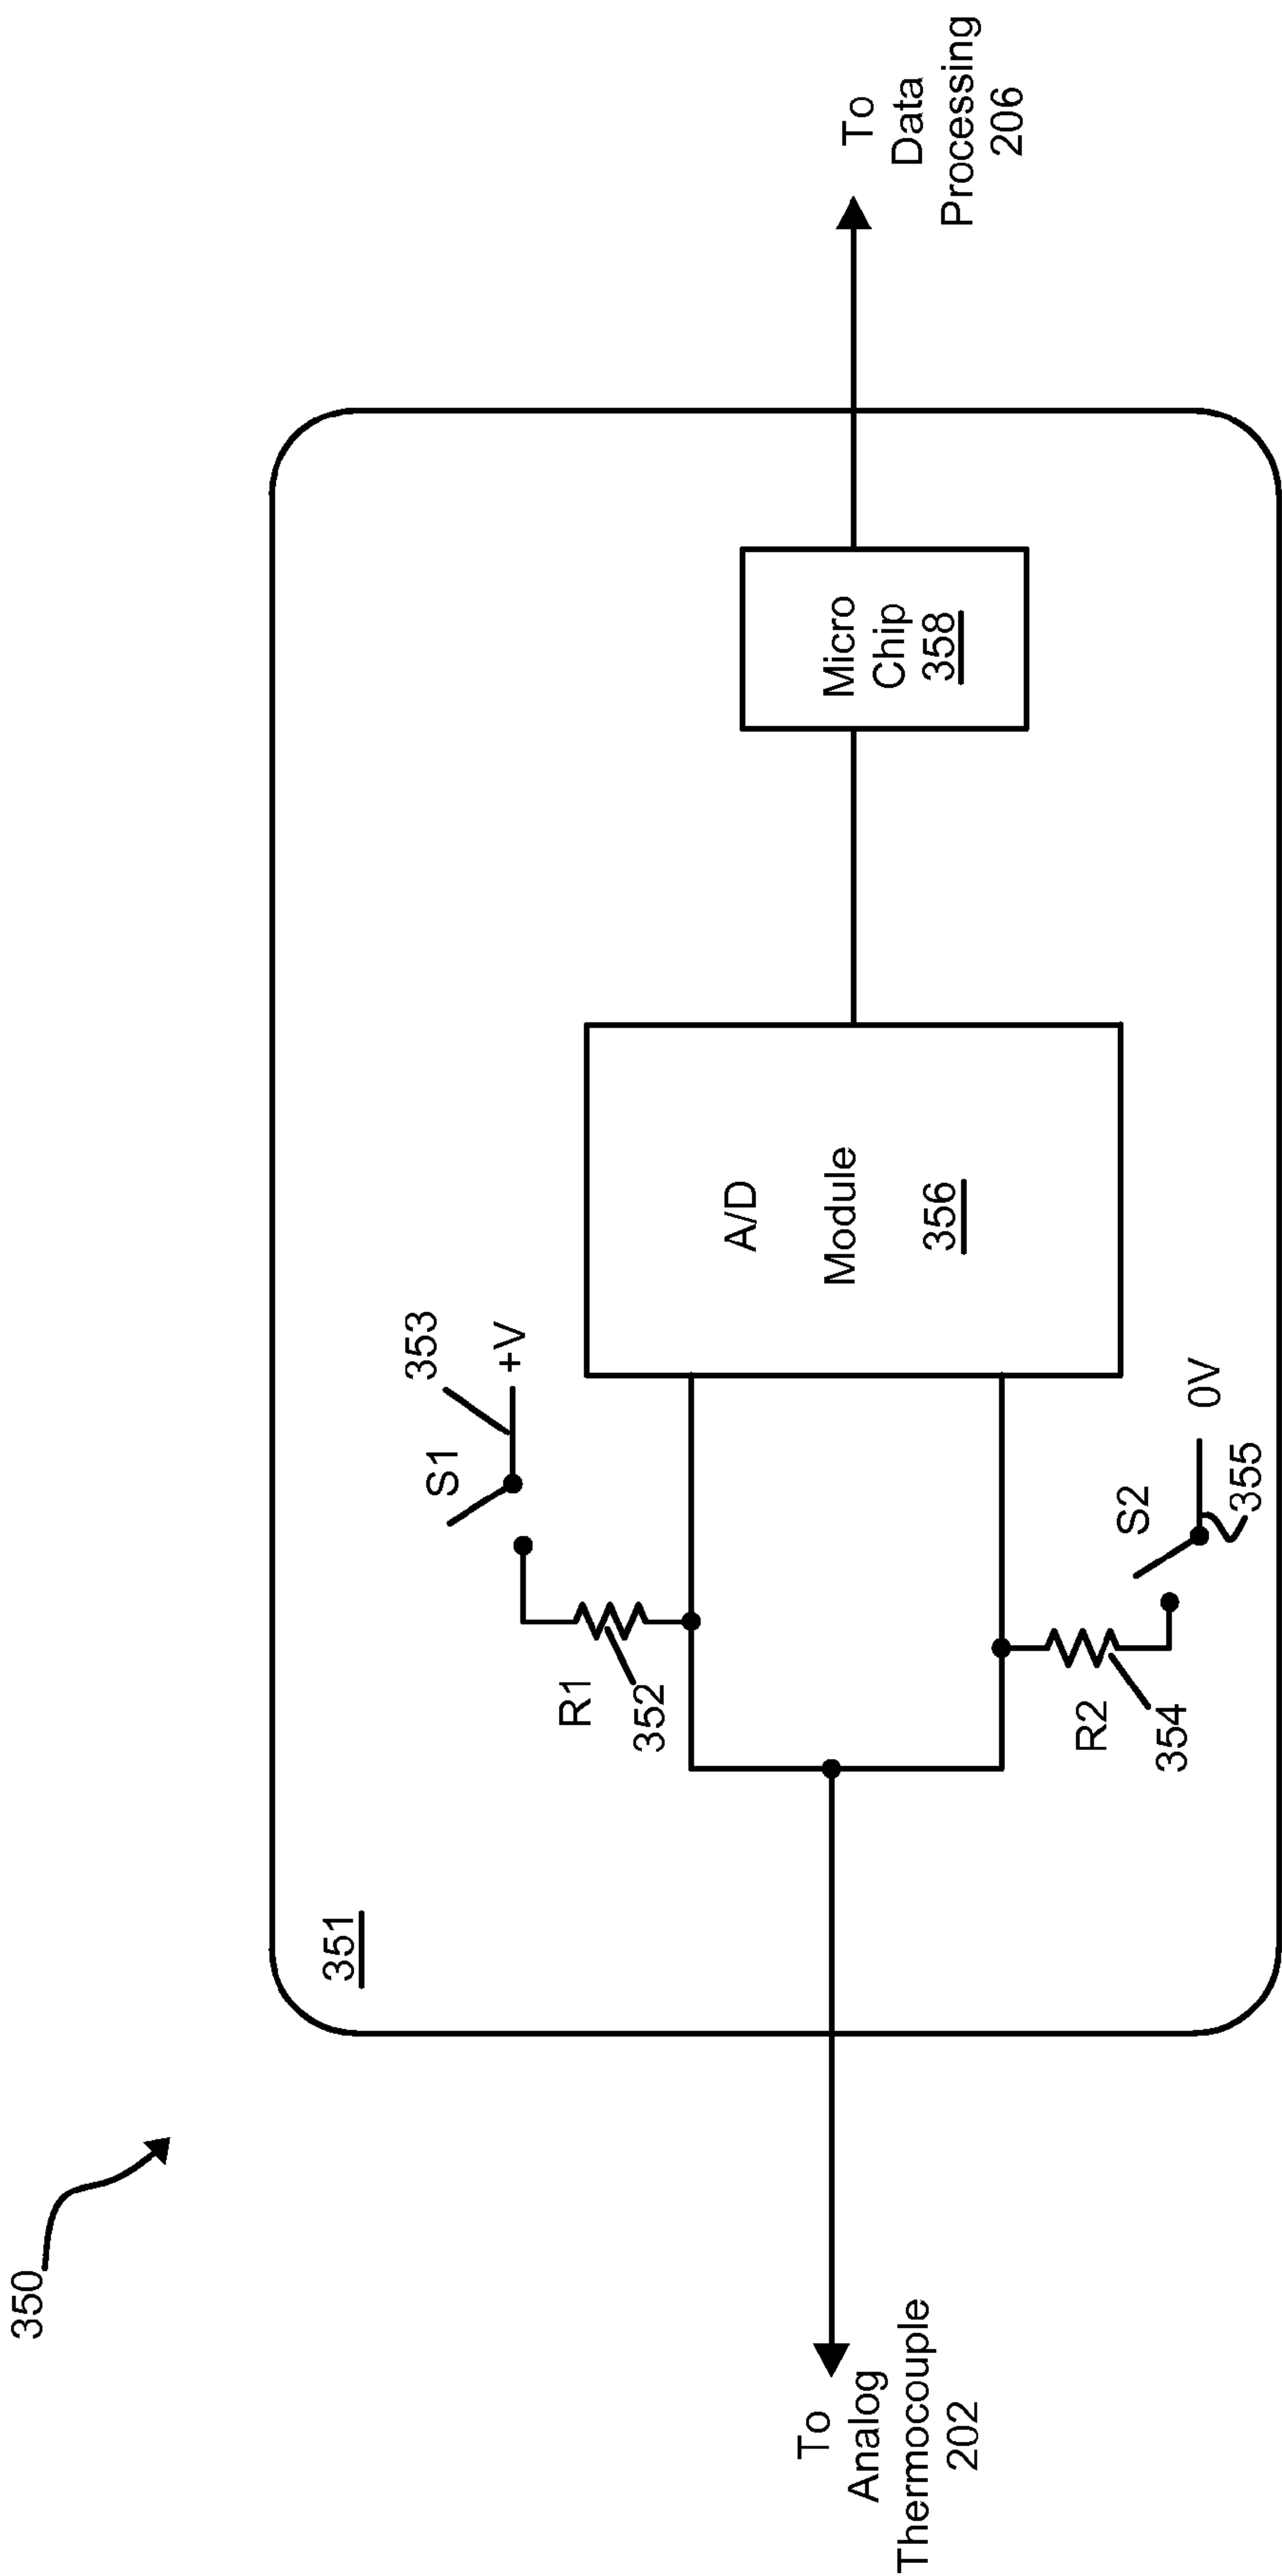 350
351
353
S1
+V
R1
352
A/D
Module
356
Micro
Chip
358
To
Data
Processing
206
To
Analog
Thermocouple
202
R2
354
S2
0V
355